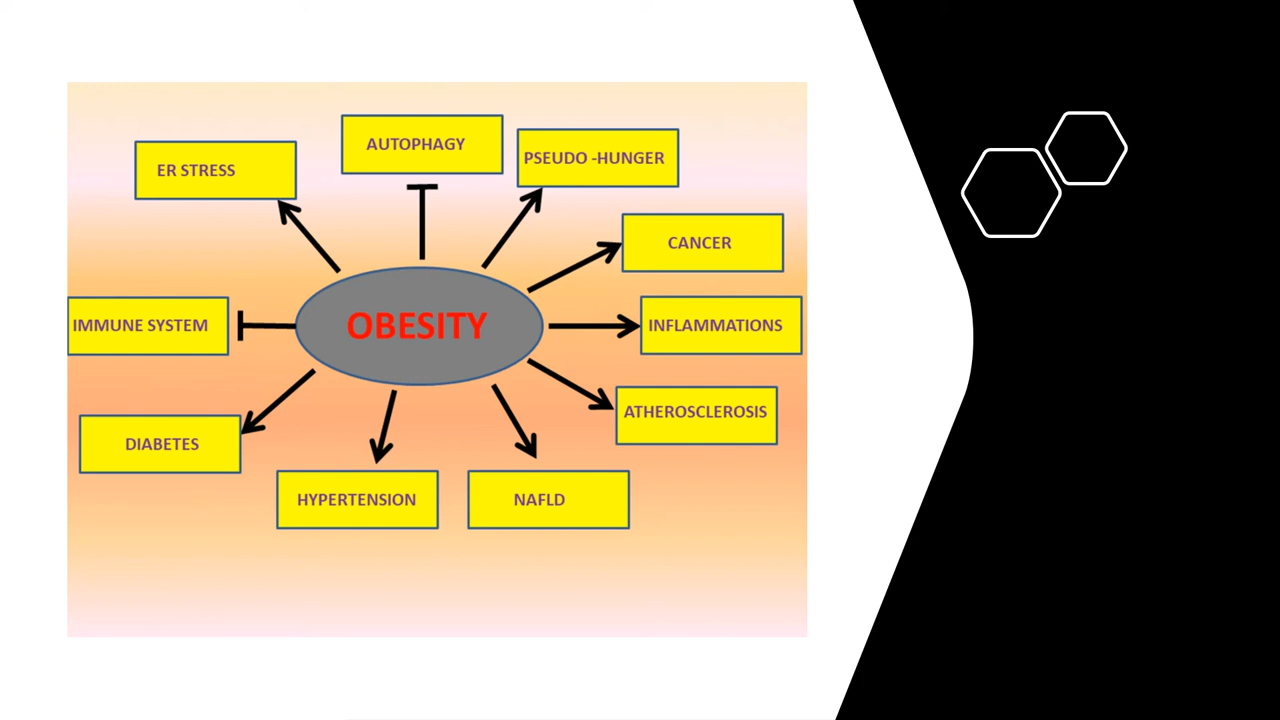 AUTOPHAGY
PSEUDO -HUNGER
ER STRESS
CANCER
IMMUNE SYSTEM
OBESITY
INFLAMMATIONS
ATHEROSCLEROSIS
DIABETES
HYPERTENSION
NAFLD